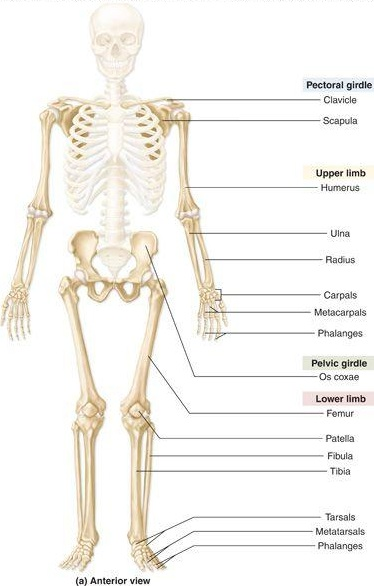 Pectoral girdle
Clavicle
Scapula
Upper limb
Humerus
Ulna
Radius
Carpals
Metacarpals
Phalanges
Pelvic girdle
Os coxae
Lower limb
Femur
Patella
Fibula
Tibia
Tarsals
Metatarsals
Phalanges
(a) Anterior view